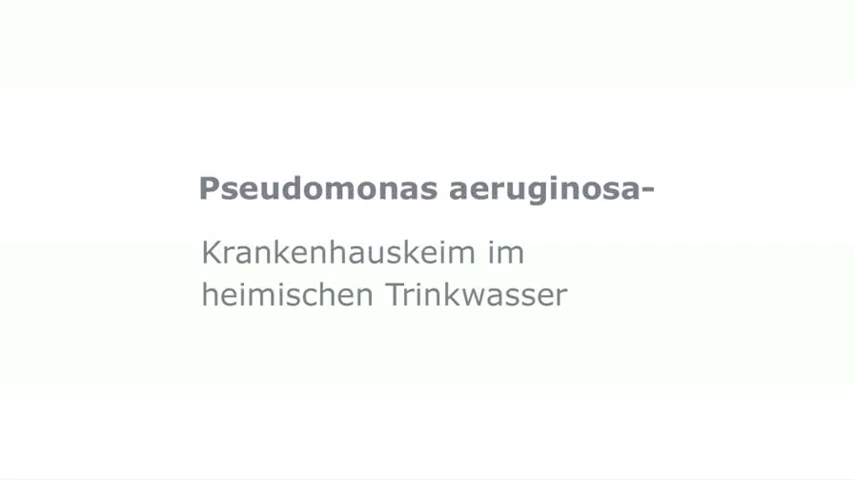 Pseudomonas aeruginosa-
Krankenhauskeim im
heimischen Trinkwasser